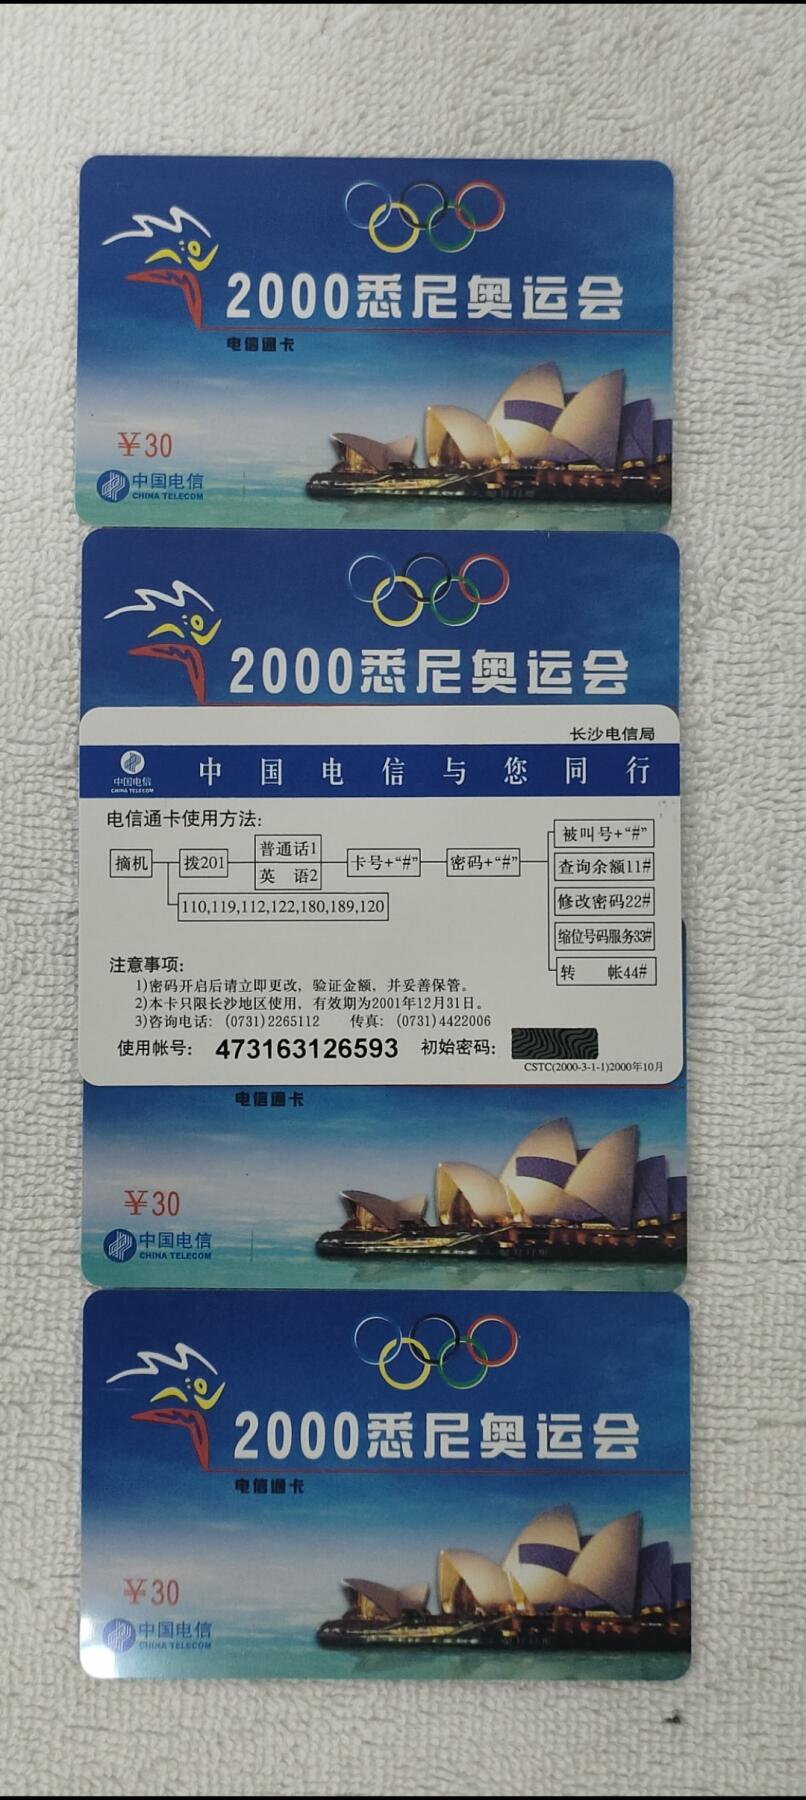 2000悉尼奥运会
电信通卡
￥30
中国电信
CHINA TELECOM
2000悉尼奥运会
长沙电信局
中国电信
CHINA TELECOM
中国电信与您同行
电信通卡使用方法:
摘机
拨201
普通话1
英 语2
卡号+“#”
密码+“#”
被叫号+“#”
查询余额11#
修改密码22#
缩位号码服务33#
转 帐44#
110,119,112,122,180,189,120
注意事项:
1)密码开启后请立即更改，验证金额，并妥善保管。
2)本卡只限长沙地区使用，有效期为2001年12月31日。
3)咨询电话: (0731)2265112 传真: (0731)4422006
使用帐号: 473163126593 初始密码:
CSTC(2000-3-1-1)2000年10月
电信通卡
￥30
中国电信
CHINA TELECOM
2000悉尼奥运会
电信通卡
￥30
中国电信
CHINA TELECOM